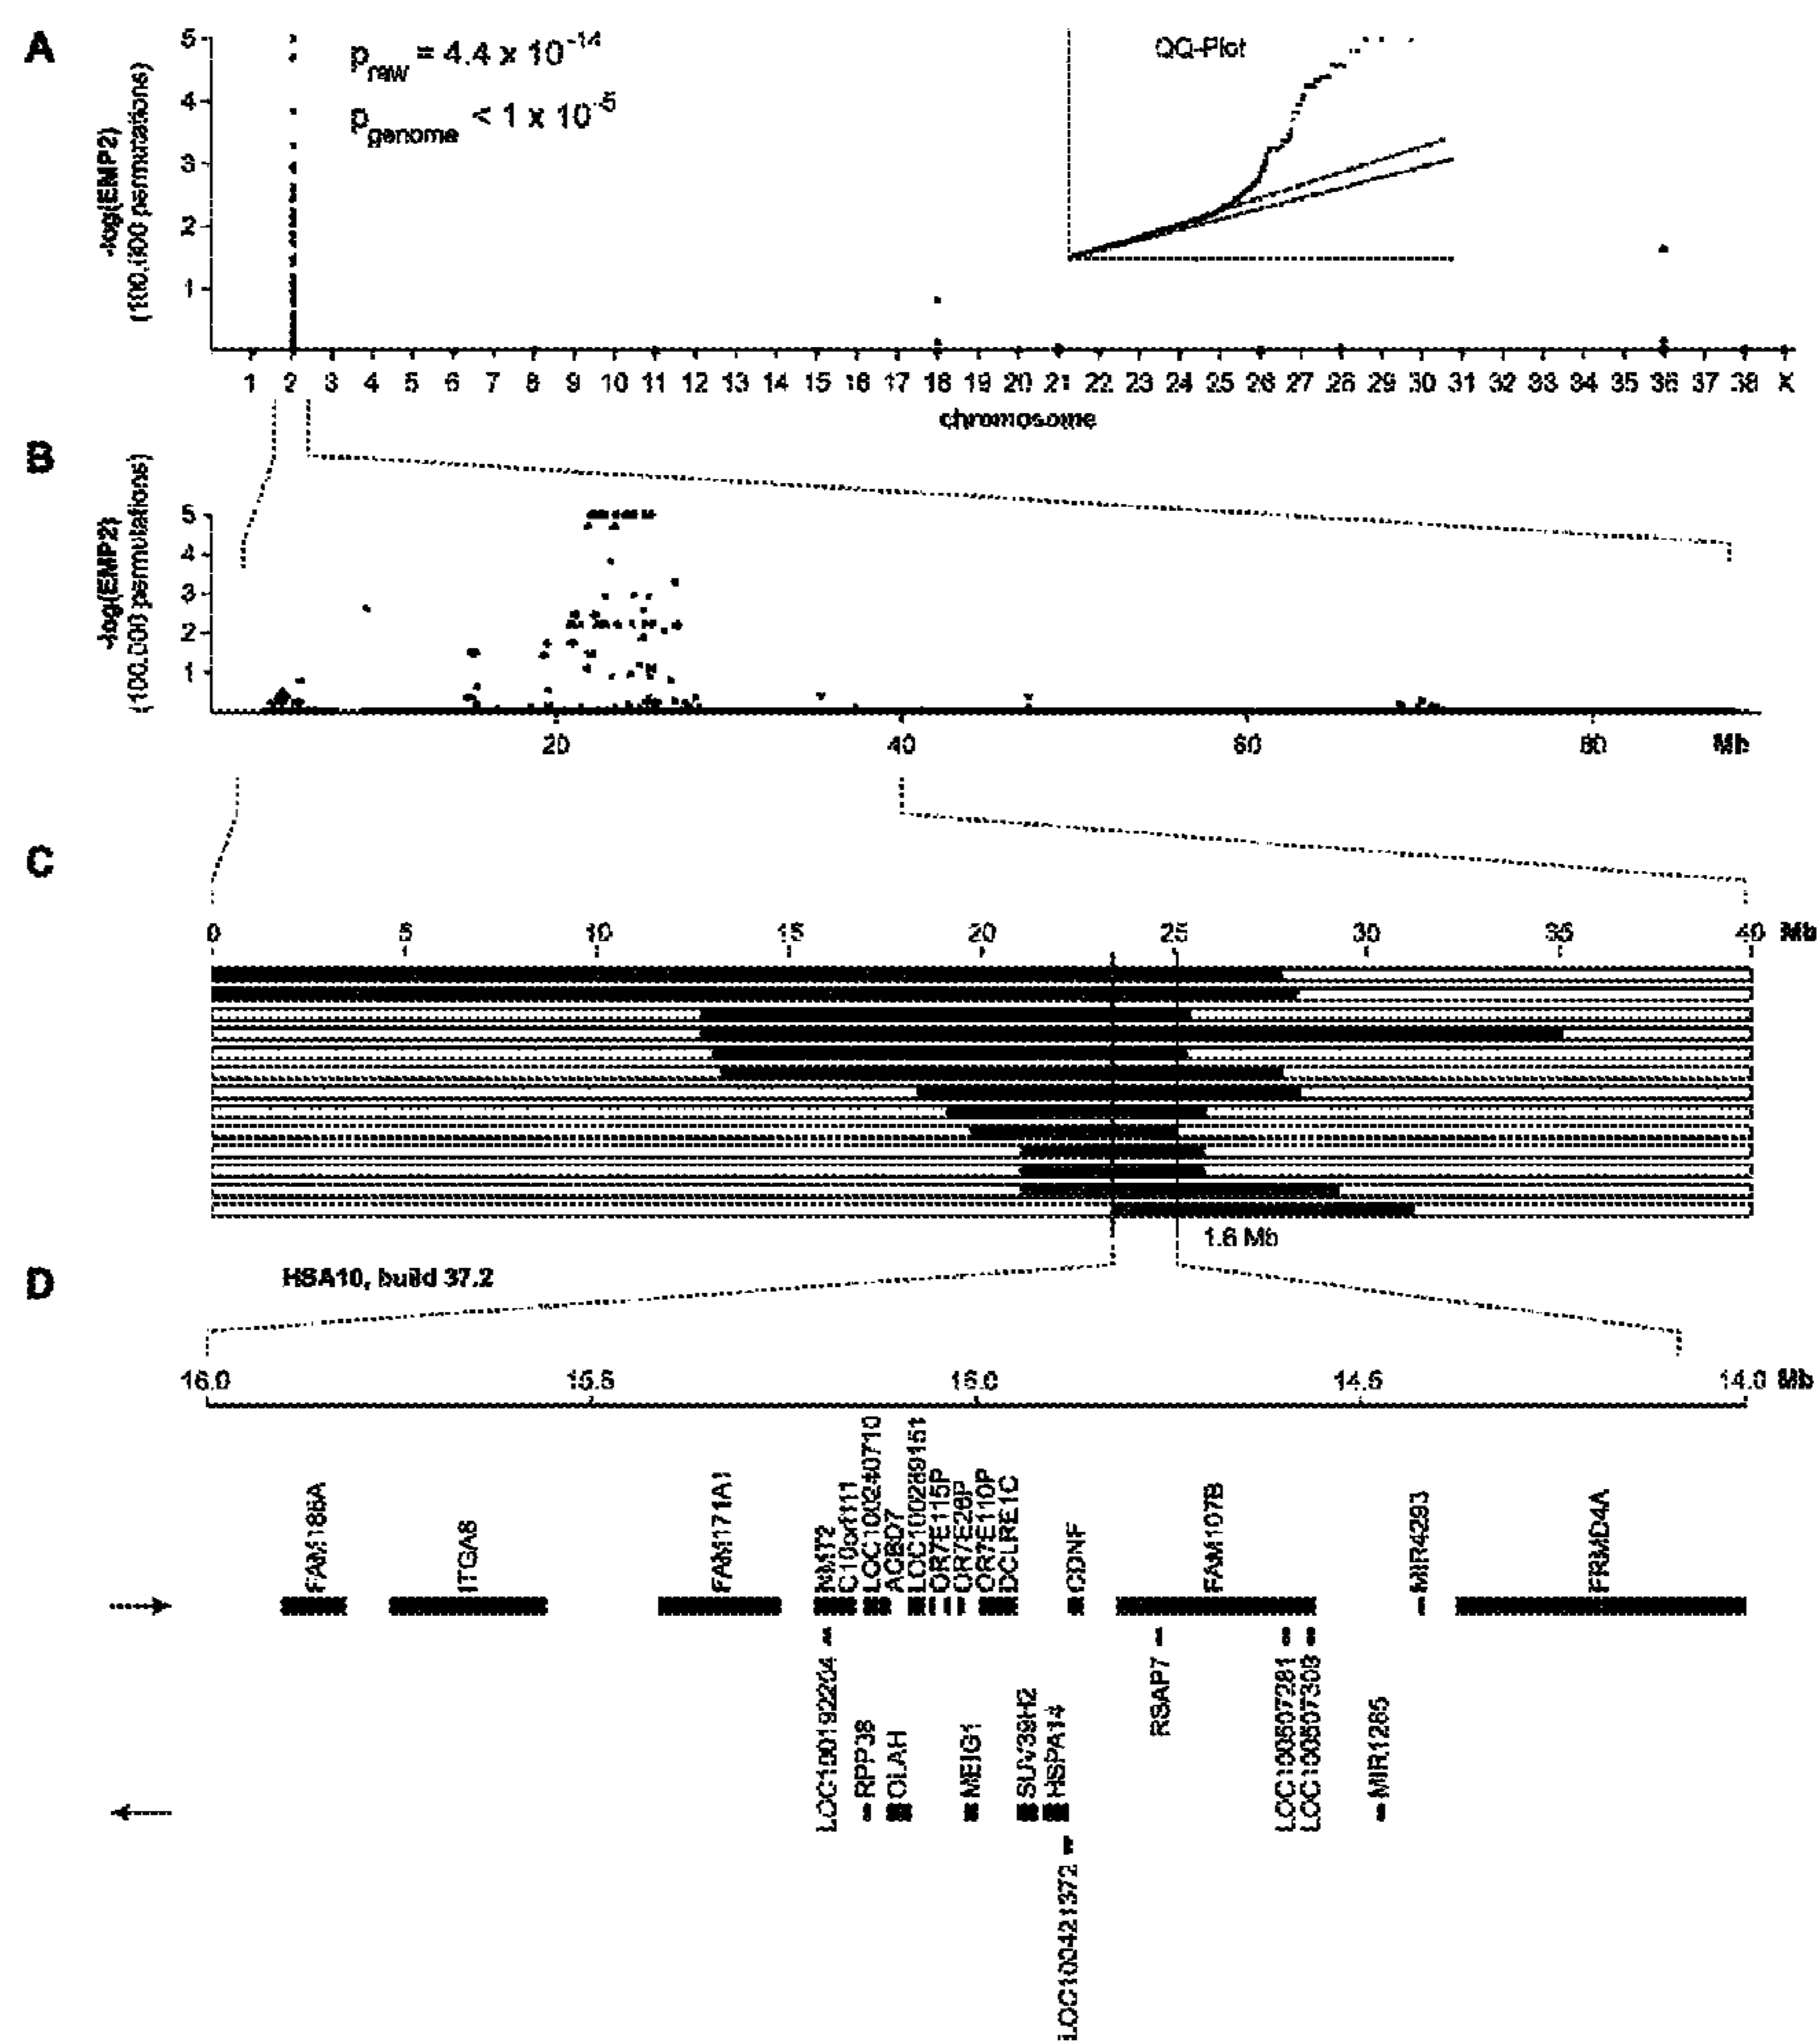 A
QQ-Plot
p raw = 4.4 x 10-14
p genome < 1 x 10-5
-log(EMP2)
(100.000 permutations)
5
4
3
2
1
1 2 3 4 5 6 7 8 9 10 11 12 13 14 15 16 17 18 19 20 21 22 23 24 25 26 27 28 29 30 31 32 33 34 35 36 37 38 X
chromosome
B
-log(EMP2)
(100.000 permutations)
5
4
3
2
1
20 40 60 80 Mb
C
0 5 10 15 20 25 30 35 40 Mb
1.6 Mb
D
HSA10, build 37.2
16.0 15.5 15.0 14.5 14.0 Mb
FAM188A
ITGA8
FAM171A1
NMT2
C10orf111
ACBD7
OR7E115P
OR7E26P
OR7E110P
DCLRE1C
CDNF
FAM107B
MIR4293
FRMD4A
LOC100192204
RPP38
OLAH
MEIG1
SUV39H2
HSPA14
LOC100421372
RSAP7
LOC100507281
MIR1265